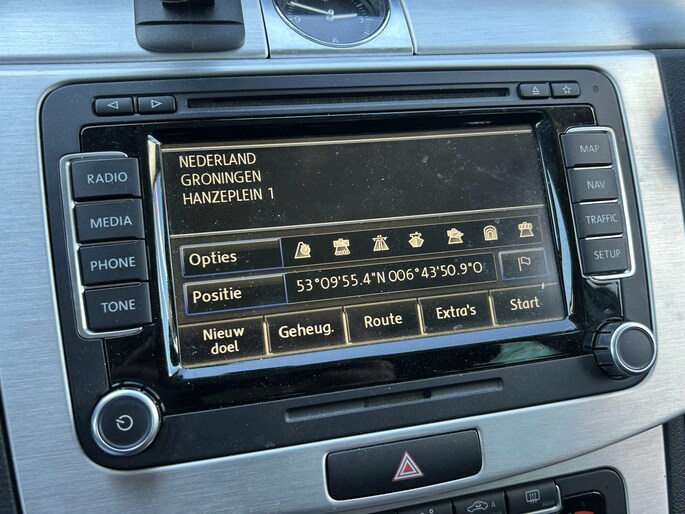 RADIO
MEDIA
PHONE
TONE
NEDERLAND
GRONINGEN
HANZEPLEIN 1
Opties
Positie 53°09'55.4"N 006°43'50.9"O
Nieuw doel Geheug. Route Extra's Start
MAP
NAV
TRAFFIC
SETUP
A